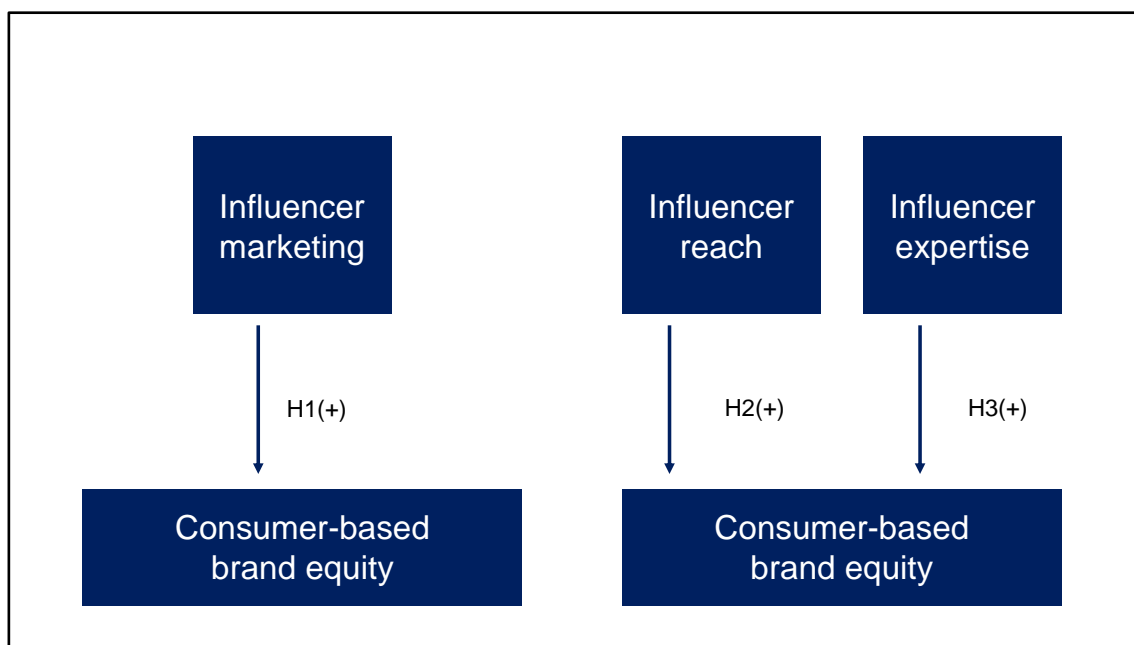 Influencer
marketing
Influencer
reach
Influencer
expertise
H1(+)
H2(+)
H3(+)
Consumer-based
brand equity
Consumer-based
brand equity